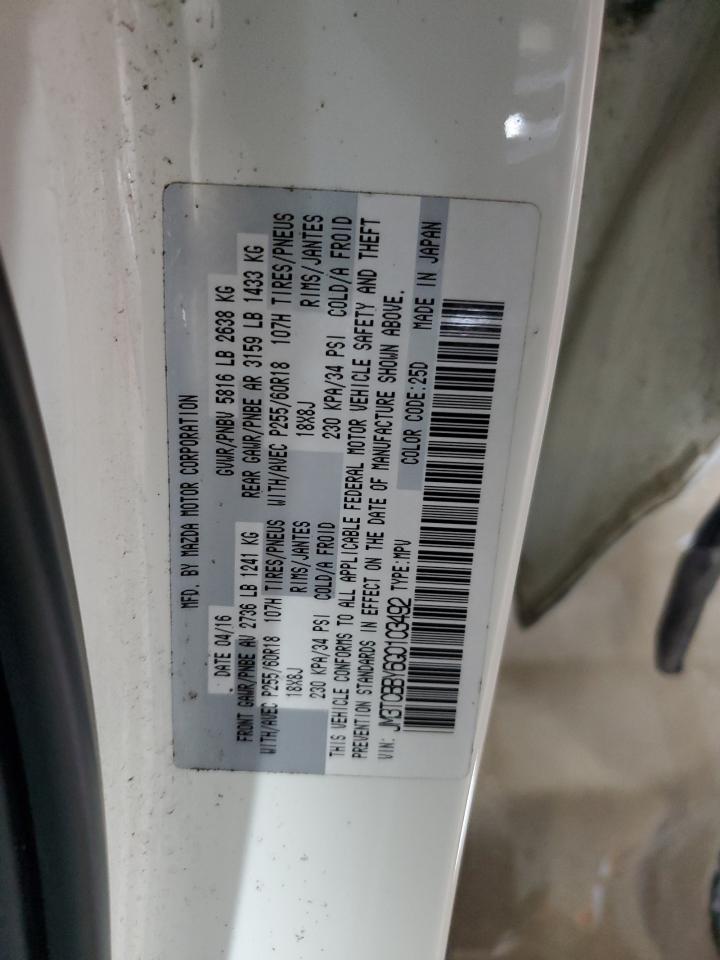 MFD. BY MAZDA MOTOR CORPORATION
DATE 04/16 GVWR/PNBV 5816 LB 2638 KG
FRONT GAWR/PNBE AV 2736 LB 1241 KG REAR GAWR/PNBE AR 3159 LB 1433 KG
WITH/AVEC P255/60R18 107H TIRES/PNEUS WITH/AVEC P255/60R18 107H TIRES/PNEUS
18X8J RIMS/JANTES 18X8J RIMS/JANTES
230 KPA/34 PSI COLD/A FROID 230 KPA/34 PSI COLD/A FROID
THIS VEHICLE CONFORMS TO ALL APPLICABLE FEDERAL MOTOR VEHICLE SAFETY AND THEFT
PREVENTION STANDARDS IN EFFECT ON THE DATE OF MANUFACTURE SHOWN ABOVE.
VIN: JM3TC3BBY6G0103492 TYPE:MPV COLOR CODE:25D MADE IN JAPAN